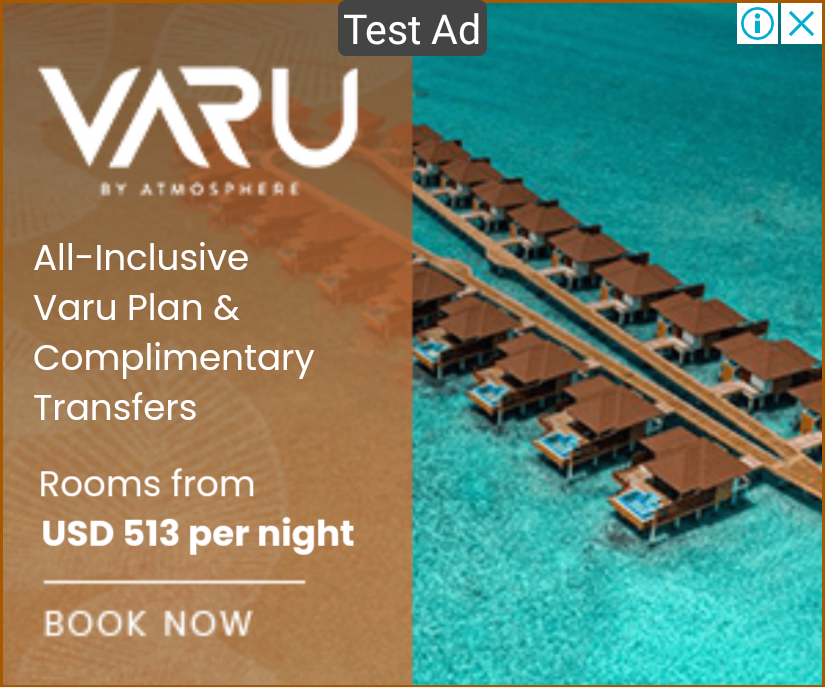 Test Ad
VARU
BY ATMOSPHERE
All-Inclusive
Varu Plan &
Complimentary
Transfers
Rooms from
USD 513 per night
BOOK NOW